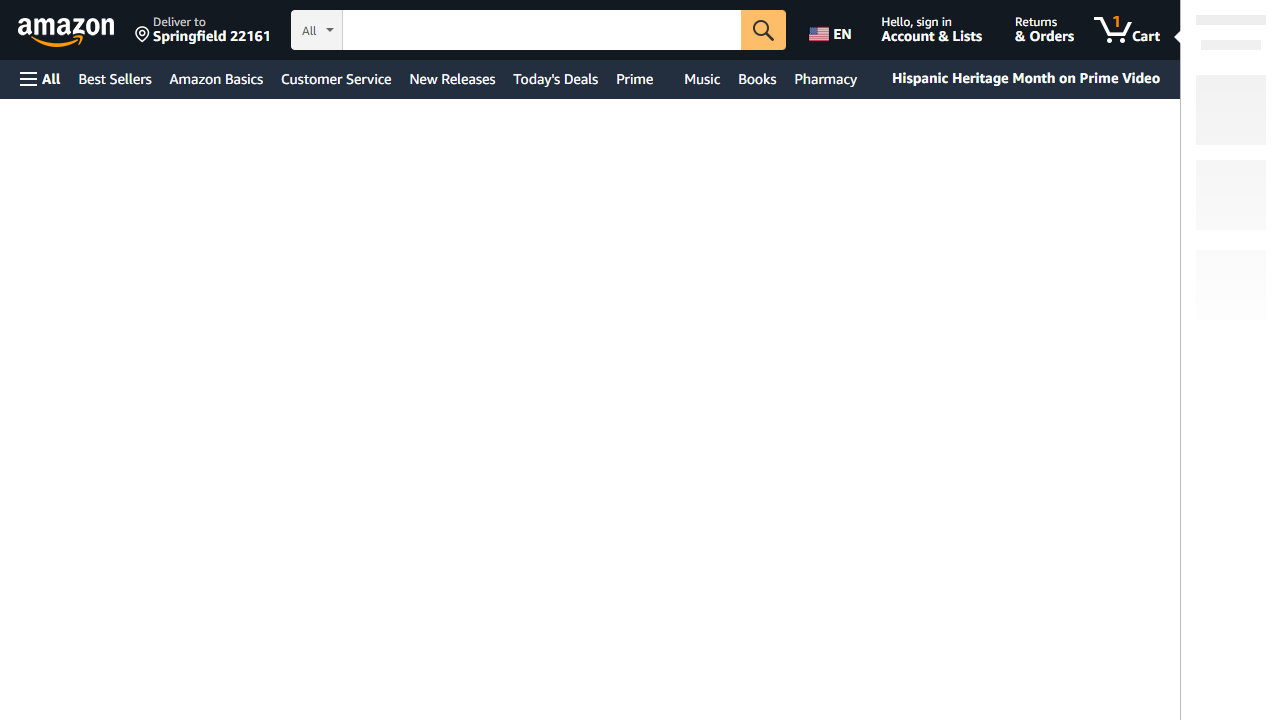 amazon
Deliver to
Springfield 22161
All
EN
Hello, sign in
Account & Lists
Returns
& Orders
1
Cart
All
Best Sellers
Amazon Basics
Customer Service
New Releases
Today's Deals
Prime
Music
Books
Pharmacy
Hispanic Heritage Month on Prime Video